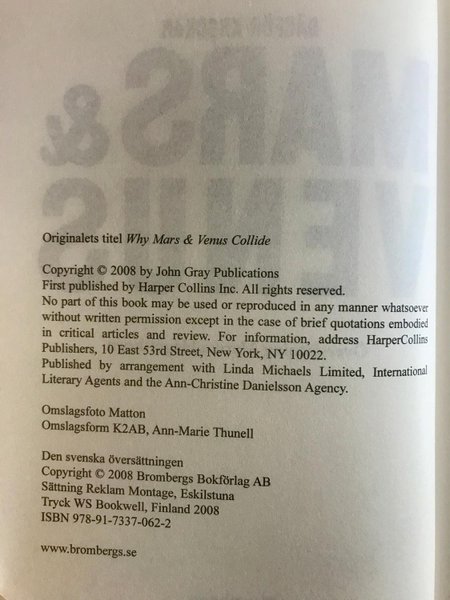 Originalets titel Why Mars & Venus Collide
Copyright © 2008 by John Gray Publications
First published by Harper Collins Inc. All rights reserved.
No part of this book may be used or reproduced in any manner whatsoever
without written permission except in the case of brief quotations embodied
in critical articles and review. For information, address HarperCollins
Publishers, 10 East 53rd Street, New York, NY 10022.
Published by arrangement with Linda Michaels Limited, International
Literary Agents and the Ann-Christine Danielsson Agency.
Omslagsfoto Matton
Omslagsform K2AB, Ann-Marie Thunell
Den svenska översättningen
Copyright © 2008 Brombergs Bokförlag AB
Sättning Reklam Montage, Eskilstuna
Tryck WS Bookwell, Finland 2008
ISBN 978-91-7337-062-2
www.brombergs.se